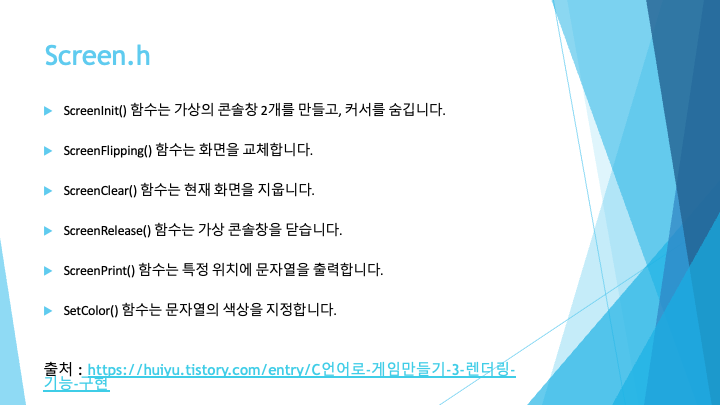 Screen.h
ScreenInit() 함수는 가상의 콘솔창 2개를 만들고, 커서를 숨깁니다.
ScreenFlipping() 함수는 화면을 교체합니다.
ScreenClear() 함수는 현재 화면을 지웁니다.
ScreenRelease() 함수는 가상 콘솔창을 닫습니다.
ScreenPrint() 함수는 특정 위치에 문자열을 출력합니다.
SetColor() 함수는 문자열의 색상을 지정합니다.
출처 : https://huiyu.tistory.com/entry/C언어로-게임만들기-3-렌더링-
기능-구현